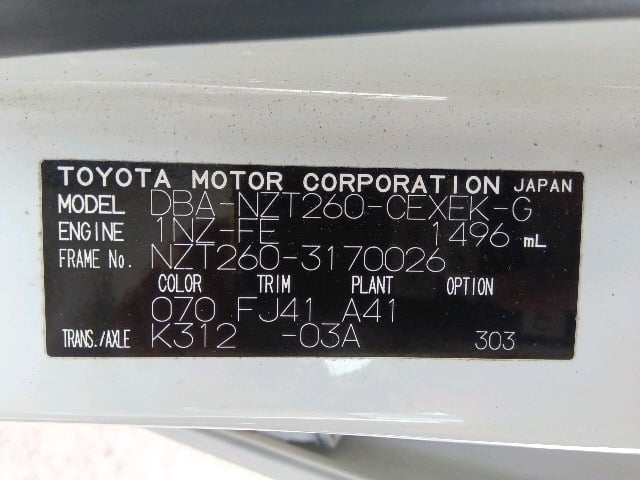 TOYOTA MOTOR CORPORATION JAPAN
MODEL DBA-NZT260-CEXEK-G
ENGINE 1NZ-FE 1496 mL
FRAME No. NZT260-3170026
COLOR TRIM PLANT OPTION
070 FJ41 A41
TRANS./AXLE K312 -03A 303